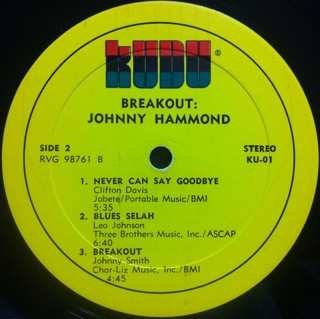 KUDU ®
BREAKOUT:
JOHNNY HAMMOND
SIDE 2
RVG 98761 B
STEREO
KU-01
1. NEVER CAN SAY GOODBYE
Clifton Davis
Jobete/Portable Music/BMI
5:35
2. BLUES SELAH
Leo Johnson
Three Brothers Music, Inc./ASCAP
6:40
3. BREAKOUT
Johnny Smith
Char-Liz Music, Inc./BMI
4:45